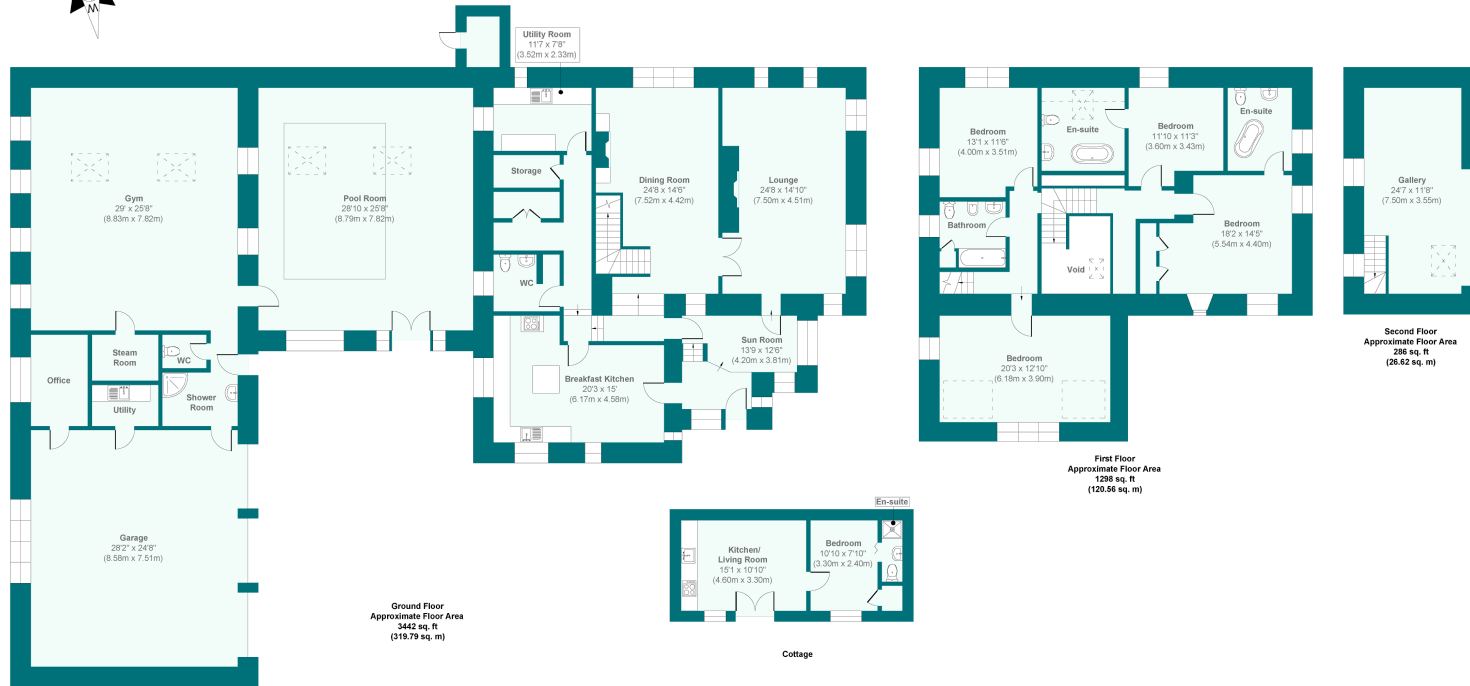 W
Utility Room
11'7 x 7'8"
(3.52m x 2.33m)
Gym
29' x 25'8"
(8.83m x 7.82m)
Pool Room
28'10 x 25'8"
(8.79m x 7.82m)
Storage
Dining Room
24'8 x 14'6"
(7.52m x 4.42m)
Lounge
24'8 x 14'10"
(7.50m x 4.51m)
WC
Office
Steam
Room
WC
Utility
Shower
Room
Breakfast Kitchen
20'3 x 15'
(6.17m x 4.58m)
Sun Room
13'9 x 12'6"
(4.20m x 3.81m)
Garage
28'2" x 24'8"
(8.58m x 7.51m)
Ground Floor
Approximate Floor Area
3442 sq. ft
(319.79 sq. m)
Bedroom
13'1 x 11'6"
(4.00m x 3.51m)
En-suite
Bedroom
11'10 x 11'3"
(3.60m x 3.43m)
En-suite
Bathroom
Void
Bedroom
18'2 x 14'5"
(5.54m x 4.40m)
Bedroom
20'3 x 12'10"
(6.18m x 3.90m)
First Floor
Approximate Floor Area
1298 sq. ft
(120.56 sq. m)
Gallery
24'7 x 11'8"
(7.50m x 3.55m)
Second Floor
Approximate Floor Area
286 sq. ft
(26.62 sq. m)
En-suite
Kitchen/
Living Room
15'1 x 10'10"
(4.60m x 3.30m)
Bedroom
10'10 x 7'10"
(3.30m x 2.40m)
Cottage